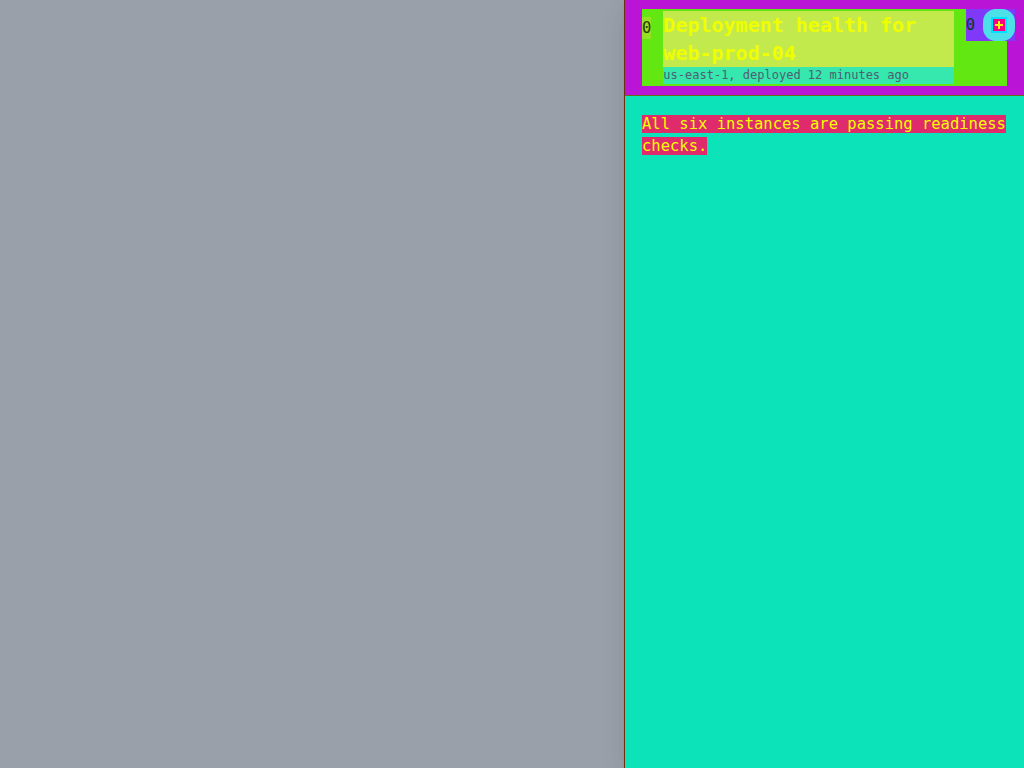 0
Deployment health for
web-prod-04
us-east-1, deployed 12 minutes ago
0
All six instances are passing readiness
checks.